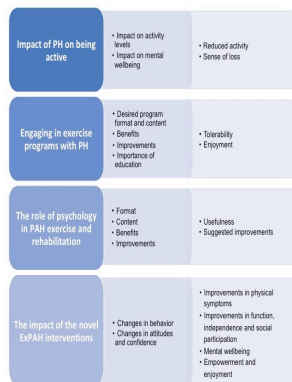 Impact of PH on being
active
• Impact on activity
levels
• Impact on mental
wellbeing
• Reduced activity
• Sense of loss
Engaging in exercise
programs with PH
• Desired program
format and content
• Benefits
• Improvements
• Importance of
education
• Tolerability
• Enjoyment
The role of psychology
in PAH exercise and
rehabilitation
• Format
• Content
• Benefits
• Improvements
• Usefulness
• Suggested improvements
The impact of the novel
ExPAH interventions
• Changes in behavior
• Changes in attitudes
and confidence
• Improvements in physical
symptoms
• Improvements in function,
independence and social
participation
• Mental wellbeing
• Empowerment and
enjoyment